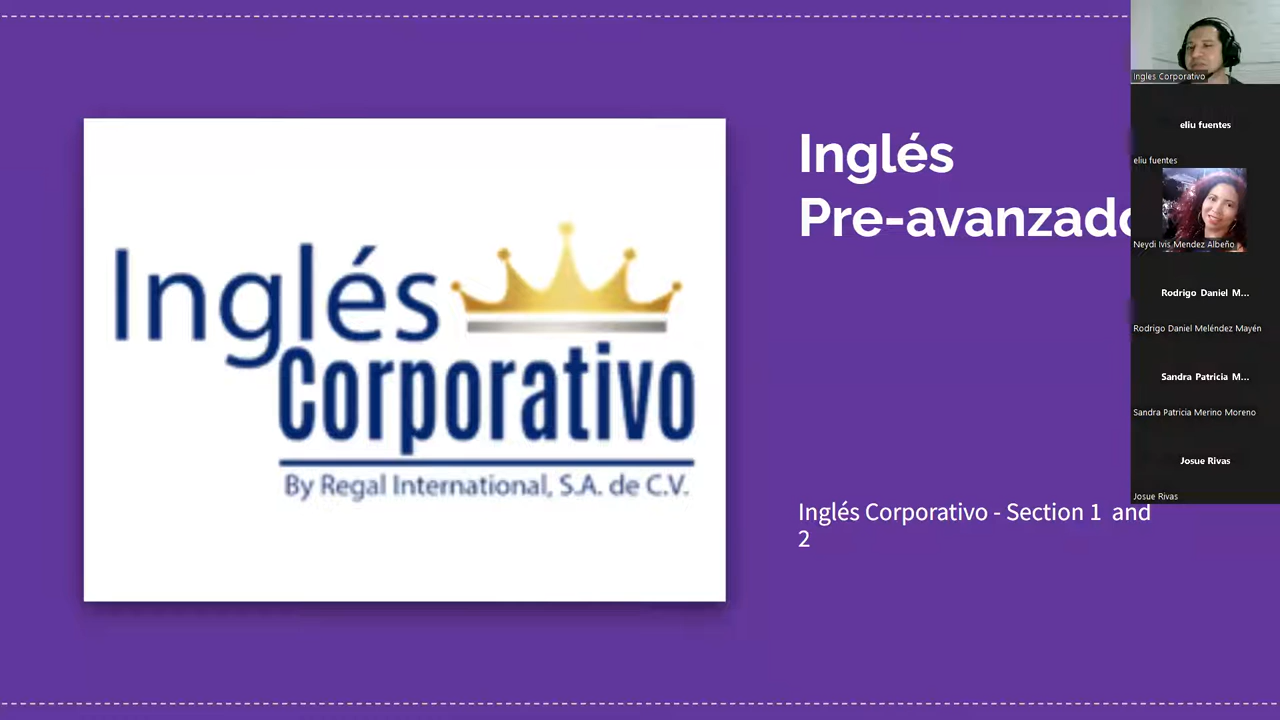 Inglés
Corporativo
By Regal International, S.A. de C.V.
Inglés
Pre-avanzado
Inglés Corporativo - Section 1 and
2
Ingles Corporativo
eliu fuentes
eliu fuentes
Neydi Ivis Mendez Albeño
Rodrigo Daniel M...
Rodrigo Daniel Meléndez Mayén
Sandra Patricia M...
Sandra Patricia Merino Moreno
Josue Rivas
Josue Rivas